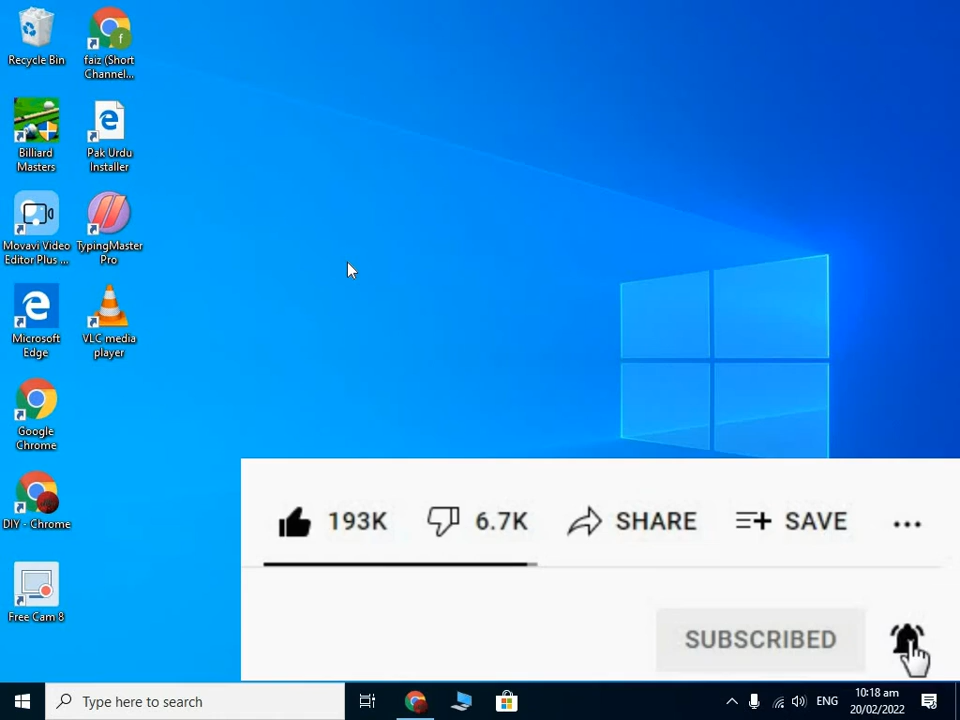 Recycle Bin
faiz (Short
Channel...
Billiard
Masters
Pak Urdu
Installer
Movavi Video
Editor Plus ...
TypingMaster
Pro
Microsoft
Edge
VLC media
player
Google
Chrome
DIY - Chrome
Free Cam 8
193K
6.7K
SHARE
SAVE
SUBSCRIBED
Type here to search
ENG
10:18 am
20/02/2022